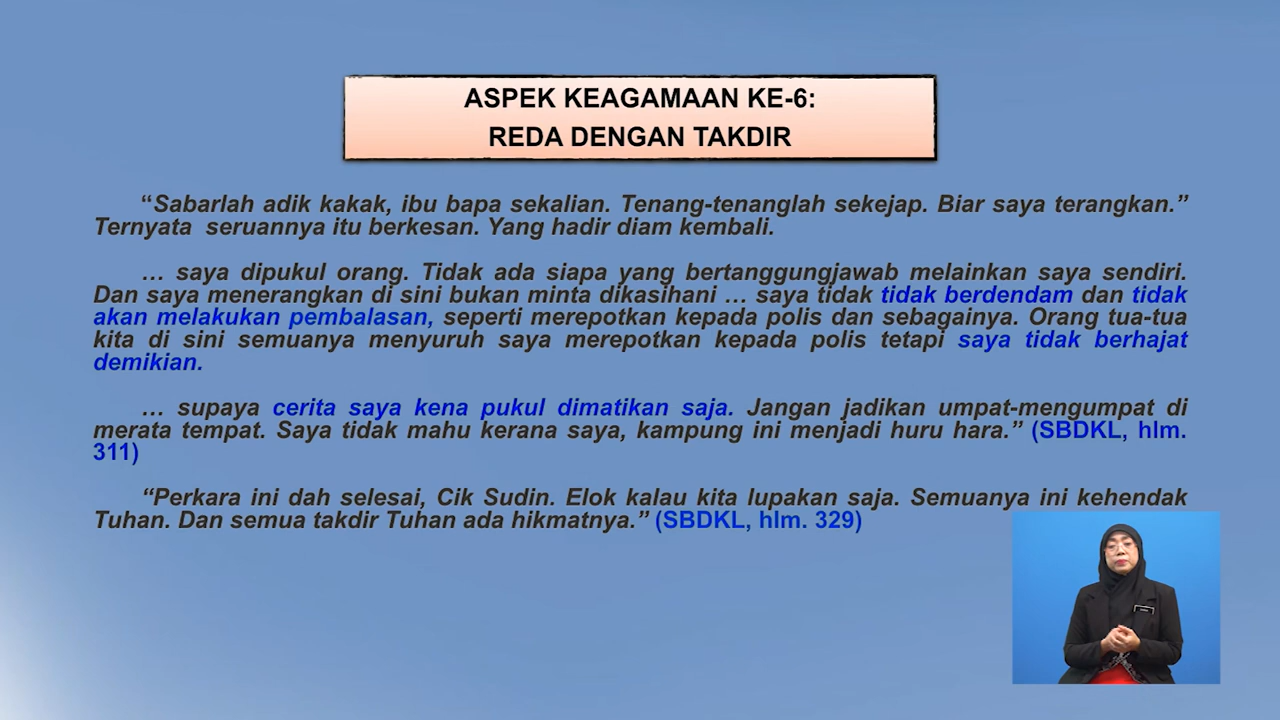 ASPEK KEAGAMAAN KE-6:
REDA DENGAN TAKDIR
“Sabarlah adik kakak, ibu bapa sekalian. Tenang-tenanglah sekejap. Biar saya terangkan.”
Ternyata seruannya itu berkesan. Yang hadir diam kembali.
… saya dipukul orang. Tidak ada siapa yang bertanggungjawab melainkan saya sendiri.
Dan saya menerangkan di sini bukan minta dikasihani … saya tidak tidak berdendam dan tidak
akan melakukan pembalasan, seperti merepotkan kepada polis dan sebagainya. Orang tua-tua
kita di sini semuanya menyuruh saya merepotkan kepada polis tetapi saya tidak berhajat
demikian.
… supaya cerita saya kena pukul dimatikan saja. Jangan jadikan umpat-mengumpat di
merata tempat. Saya tidak mahu kerana saya, kampung ini menjadi huru hara.” (SBDKL, hlm.
311)
“Perkara ini dah selesai, Cik Sudin. Elok kalau kita lupakan saja. Semuanya ini kehendak
Tuhan. Dan semua takdir Tuhan ada hikmatnya.” (SBDKL, hlm. 329)